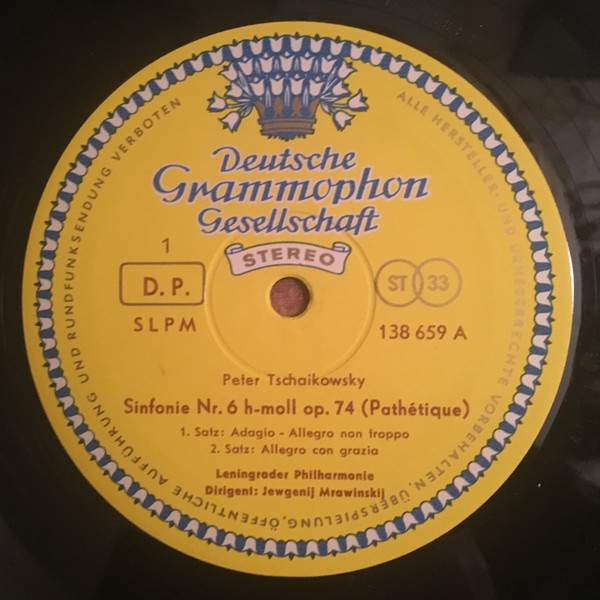 Deutsche
Grammophon
Gesellschaft
STEREO
1
D.P.
SLPM
ST 33
138 659 A
Peter Tschaikowsky
Sinfonie Nr. 6 h-moll op. 74 (Pathétique)
1. Satz: Adagio - Allegro non troppo
2. Satz: Allegro con grazia
Leningrader Philharmonie
Dirigent: Jewgenij Mrawinskij
ALLE HERSTELLER- UND URHEBERRECHTE VORBEHALTEN, ÜBERSPIELUNG, ÖFFENTLICHE AUFFÜHRUNG UND RUNDFUNKSENDUNG VERBOTEN